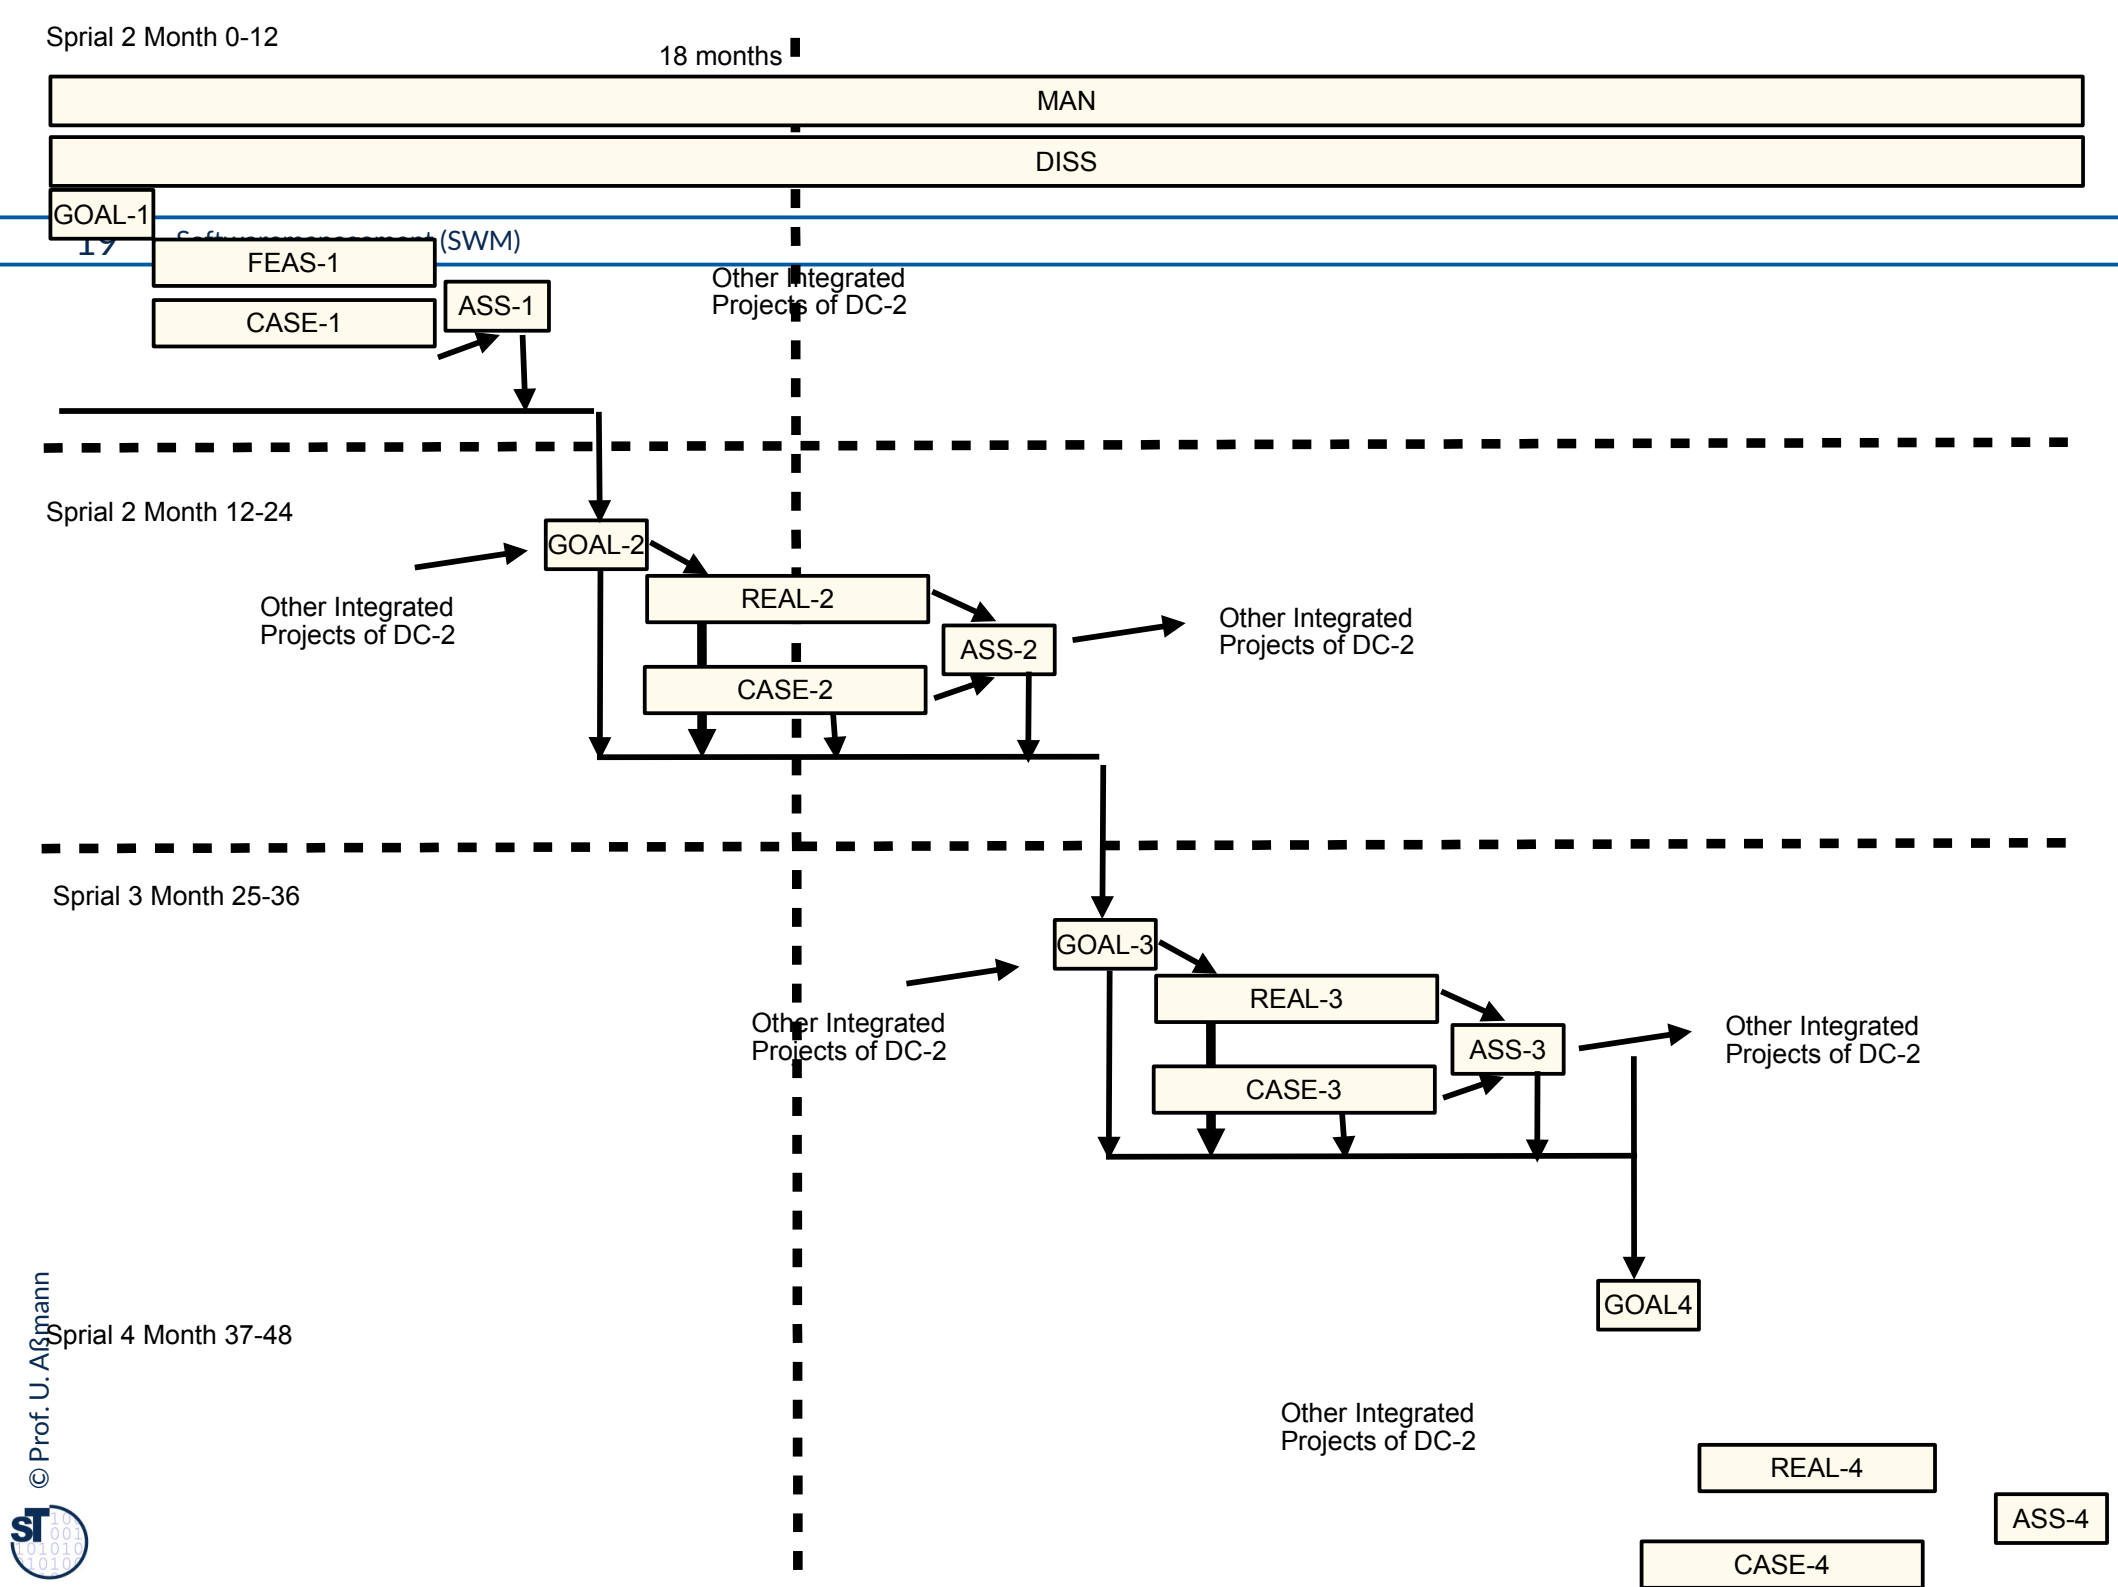 Sprial 2 Month 0-12
18 months
MAN
DISS
GOAL-1
19
(SWM)
FEAS-1
ASS-1
CASE-1
Other Integrated
Projects of DC-2
Sprial 2 Month 12-24
GOAL-2
REAL-2
Other Integrated
Projects of DC-2
ASS-2
Other Integrated
Projects of DC-2
CASE-2
Sprial 3 Month 25-36
GOAL-3
REAL-3
Other Integrated
Projects of DC-2
ASS-3
Other Integrated
Projects of DC-2
CASE-3
GOAL4
Sprial 4 Month 37-48
Other Integrated
Projects of DC-2
REAL-4
ASS-4
CASE-4
© Prof. U. Aßmann
ST